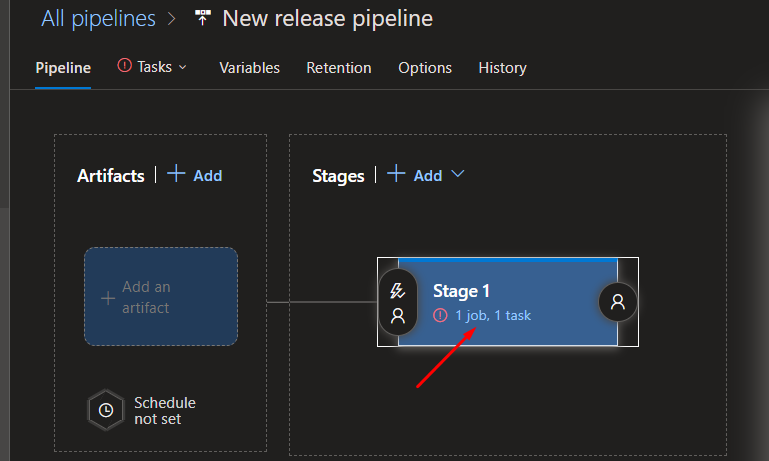 All pipelines > New release pipeline
Pipeline Tasks Variables Retention Options History
Artifacts | + Add
Stages | + Add
+ Add an
artifact
Stage 1
1 job, 1 task
Schedule
not set